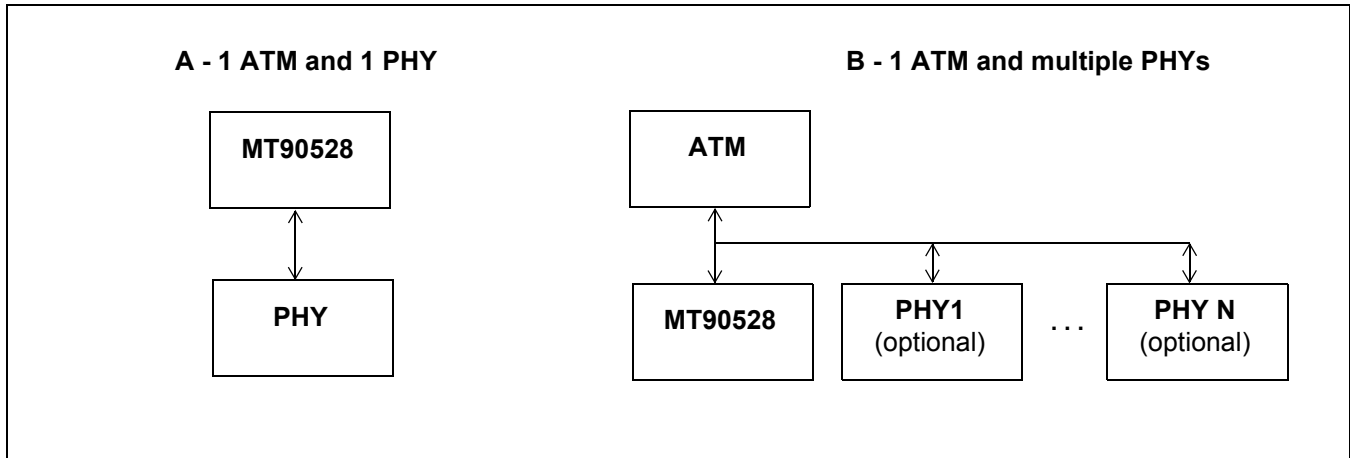 A - 1 ATM and 1 PHY
MT90528
PHY
B - 1 ATM and multiple PHYs
ATM
MT90528
PHY1
(optional)
. . .
PHY N
(optional)